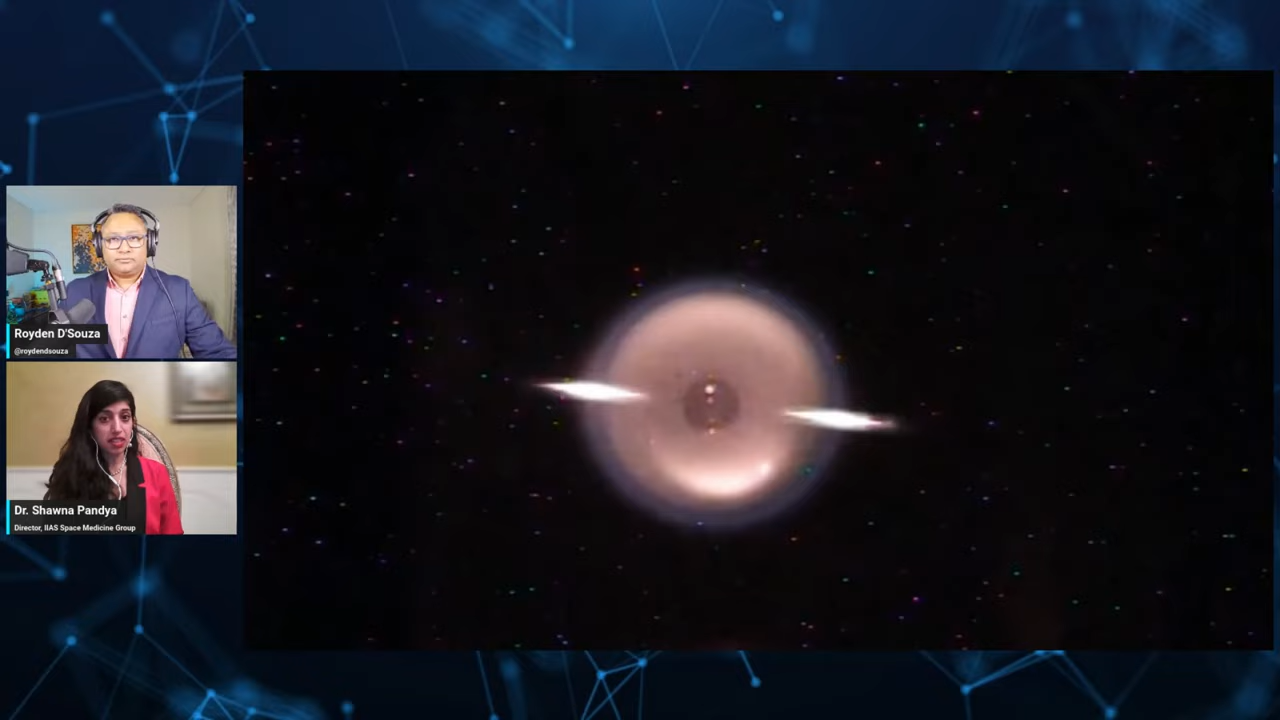 Royden D'Souza
@roydendsouza
Dr. Shawna Pandya
Director, IIAS Space Medicine Group